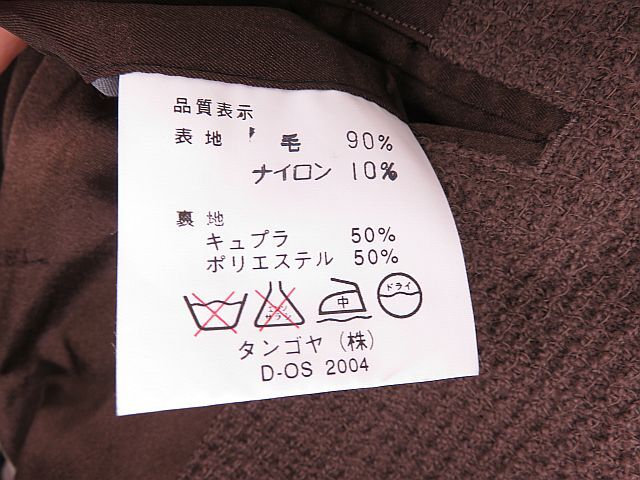 品質表示
表地 毛 90%
ナイロン 10%
裏地
キュプラ 50%
ポリエステル 50%
中 ドライ
タンゴヤ(株)
D-OS 2004